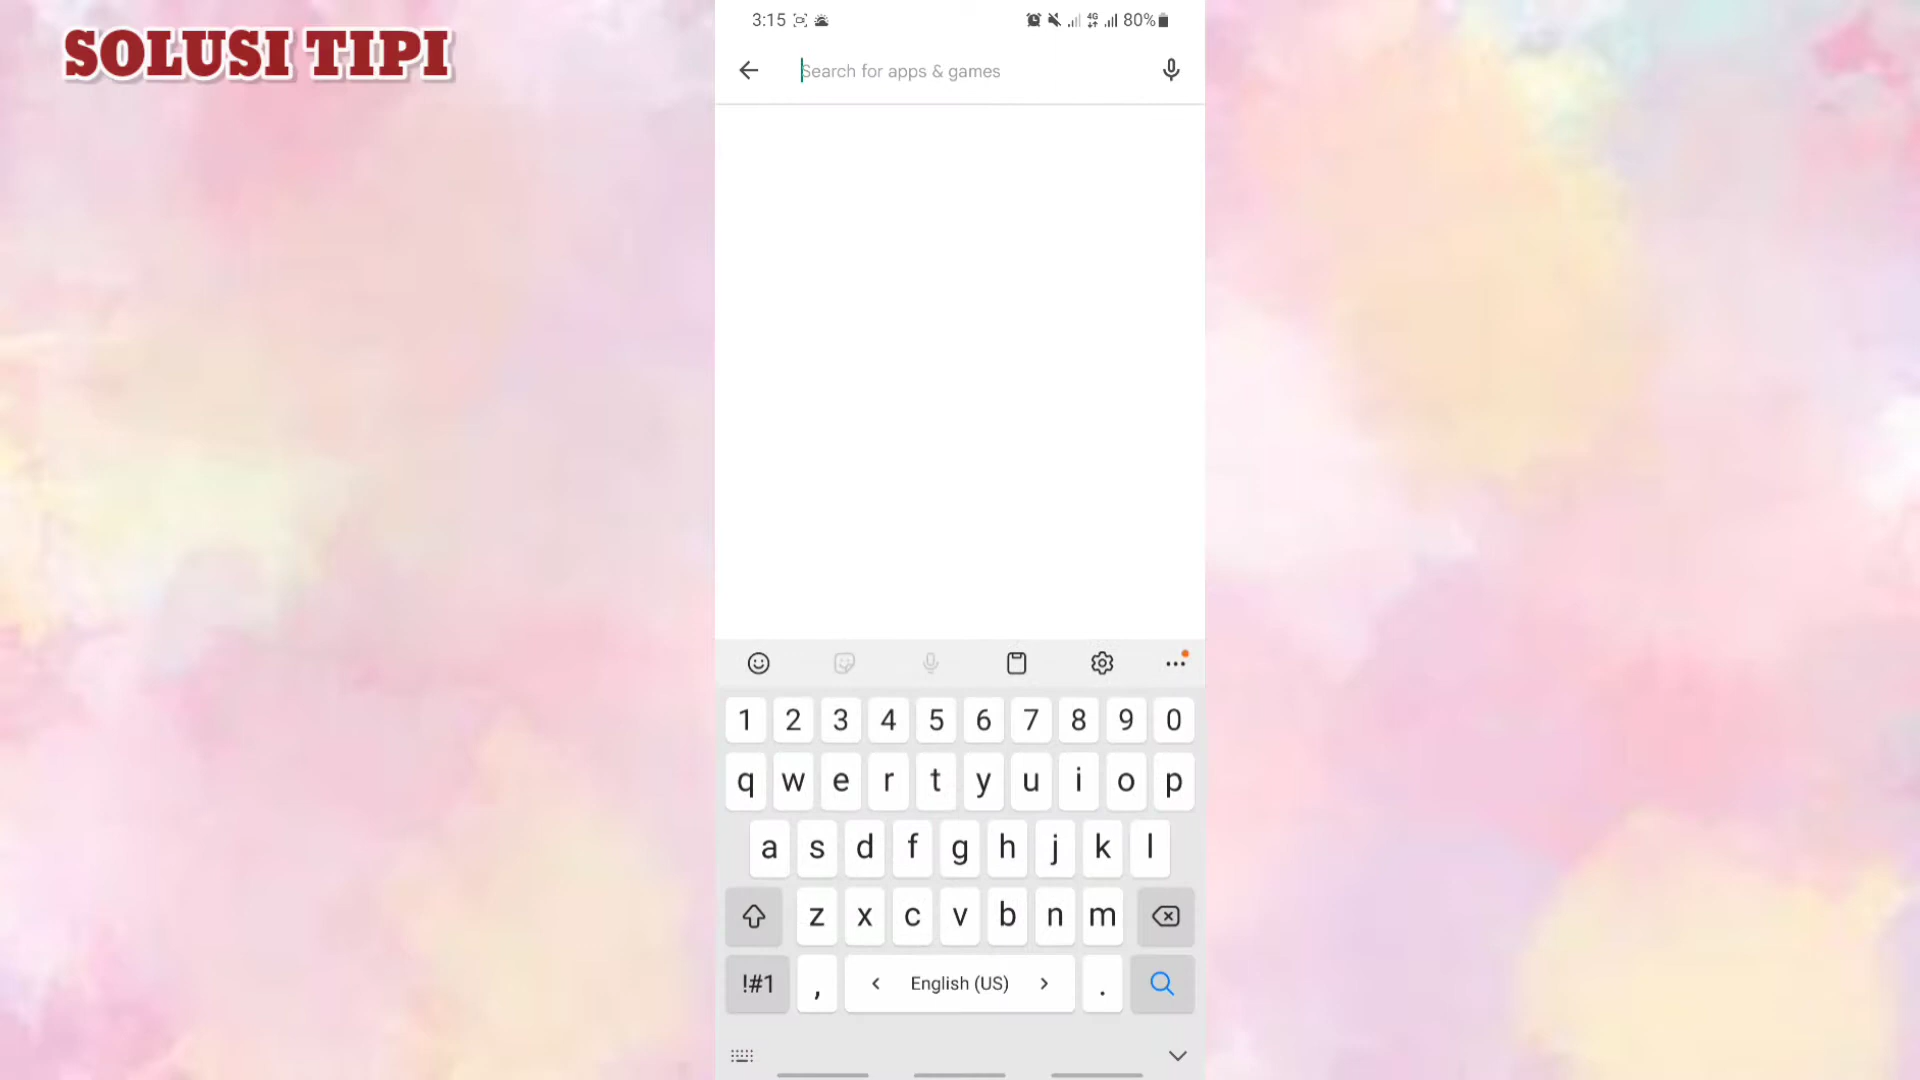 SOLUSI TIPI
3:15
4G
80%
Search for apps & games
1 2 3 4 5 6 7 8 9 0
q w e r t y u i o p
a s d f g h j k l
z x c v b n m
!#1 , < English (US) > .